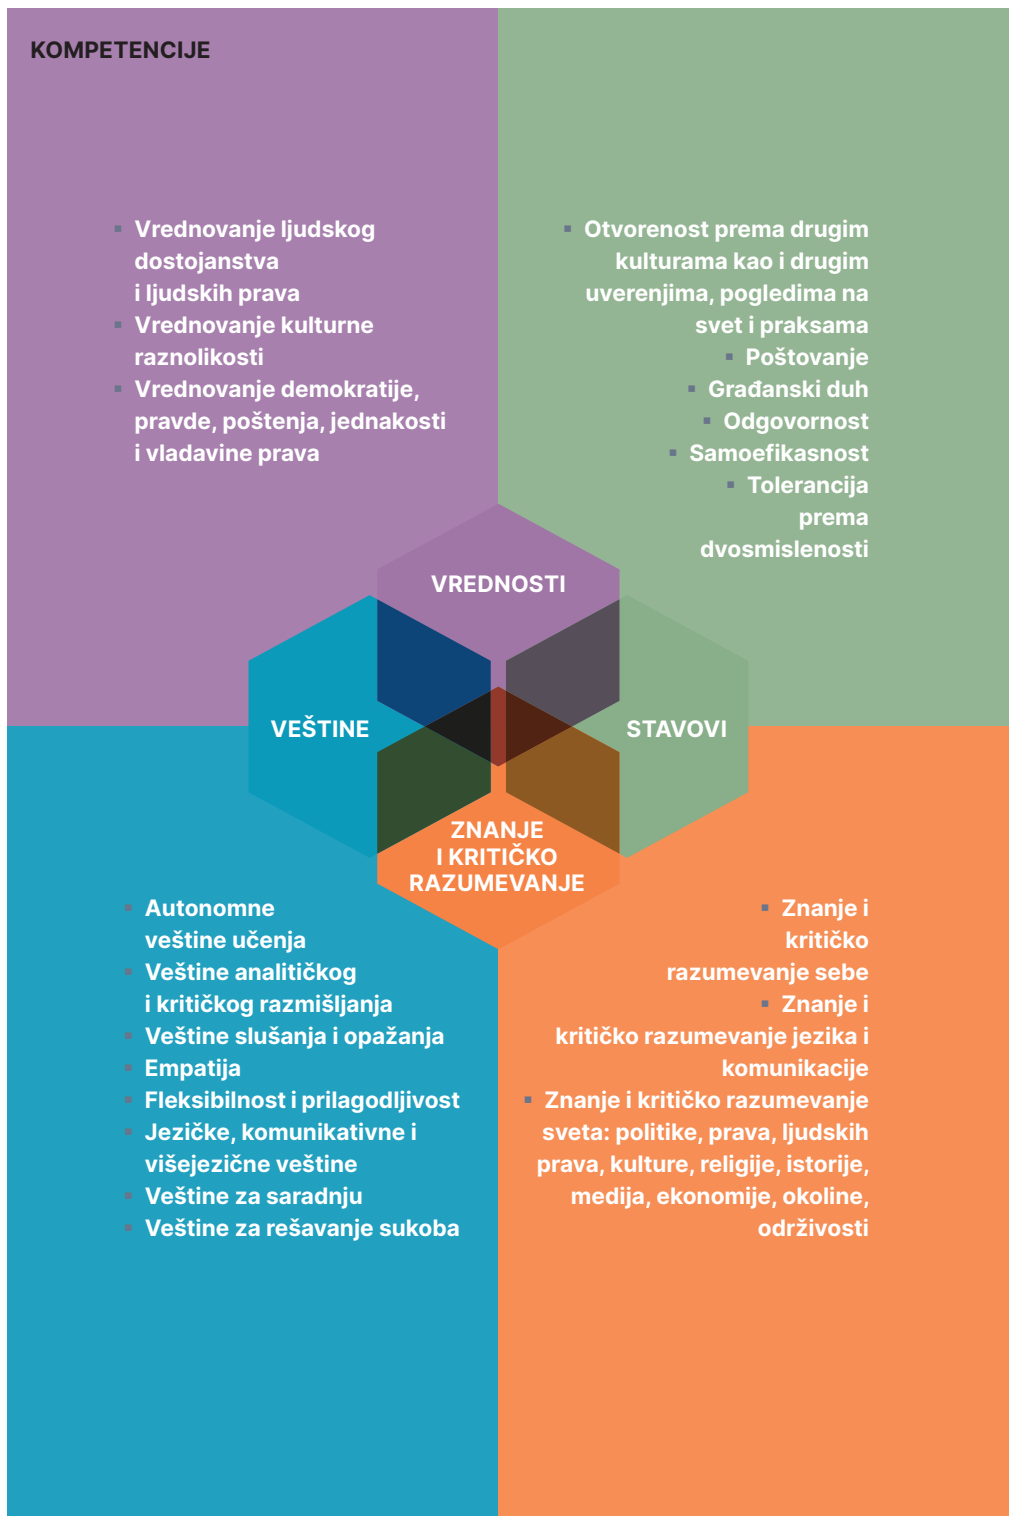 KOMPETENCIJE
▪ Vrednovanje ljudskog
dostojanstva
i ljudskih prava
▪ Vrednovanje kulturne
raznolikosti
▪ Vrednovanje demokratije,
pravde, poštenja, jednakosti
i vladavine prava
▪ Otvorenost prema drugim
kulturama kao i drugim
uverenjima, pogledima na
svet i praksama
▪ Poštovanje
▪ Građanski duh
▪ Odgovornost
▪ Samoefikasnost
▪ Tolerancija
prema
dvosmislenosti
VREDNOSTI
VEŠTINE
STAVOVI
ZNANJE
I KRITIČKO
RAZUMEVANJE
▪ Autonomne
veštine učenja
▪ Veštine analitičkog
i kritičkog razmišljanja
▪ Veštine slušanja i opažanja
▪ Empatija
▪ Fleksibilnost i prilagodljivost
▪ Jezičke, komunikativne i
višejezične veštine
▪ Veštine za saradnju
▪ Veštine za rešavanje sukoba
▪ Znanje i
kritičko
razumevanje sebe
▪ Znanje i
kritičko razumevanje jezika i
komunikacije
▪ Znanje i kritičko razumevanje
sveta: politike, prava, ljudskih
prava, kulture, religije, istorije,
medija, ekonomije, okoline,
održivosti